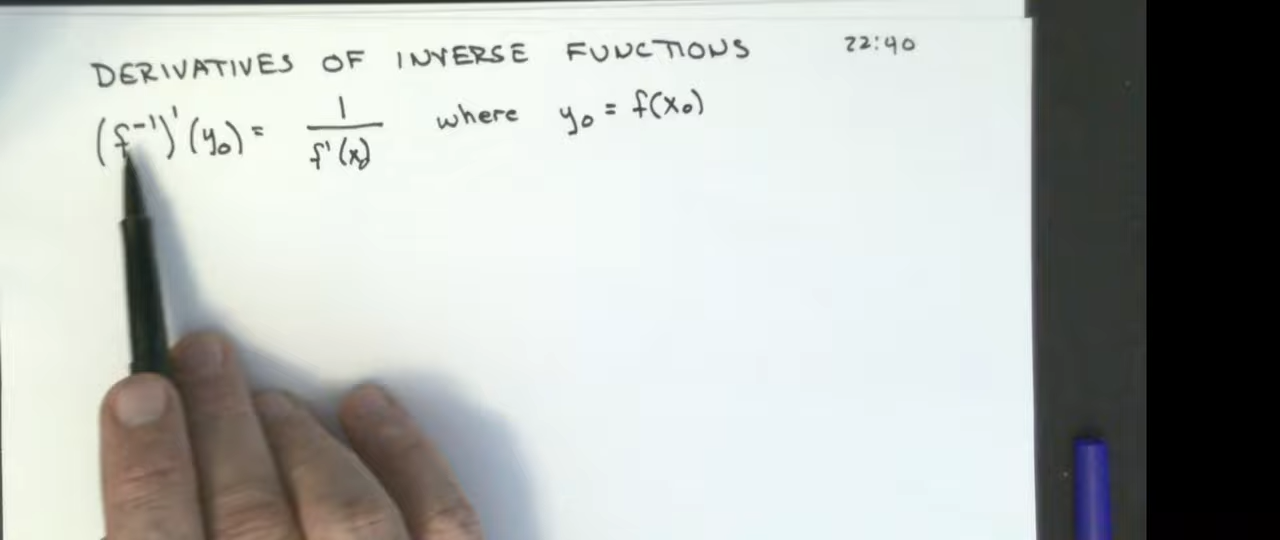 DERIVATIVES OF INVERSE FUNCTIONS 22:40
(f⁻¹)'(y₀) = 1/f'(x₀) where y₀ = f(x₀)